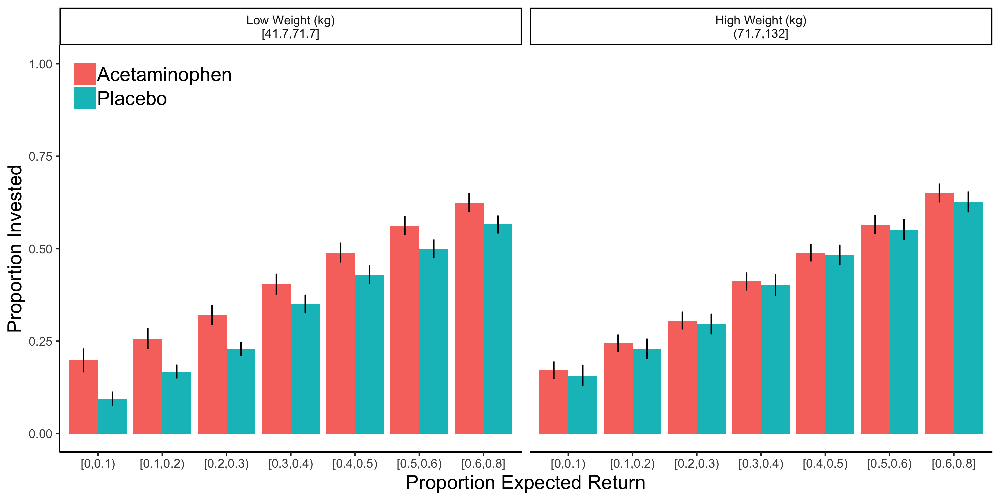 Low Weight (kg)
[41.7,71.7]
High Weight (kg)
(71.7,132]
Acetaminophen
Placebo
Proportion Invested
1.00
0.75
0.50
0.25
0.00
[0,0.1) [0.1,0.2) [0.2,0.3) [0.3,0.4) [0.4,0.5) [0.5,0.6) [0.6,0.8]
[0,0.1) [0.1,0.2) [0.2,0.3) [0.3,0.4) [0.4,0.5) [0.5,0.6) [0.6,0.8]
Proportion Expected Return